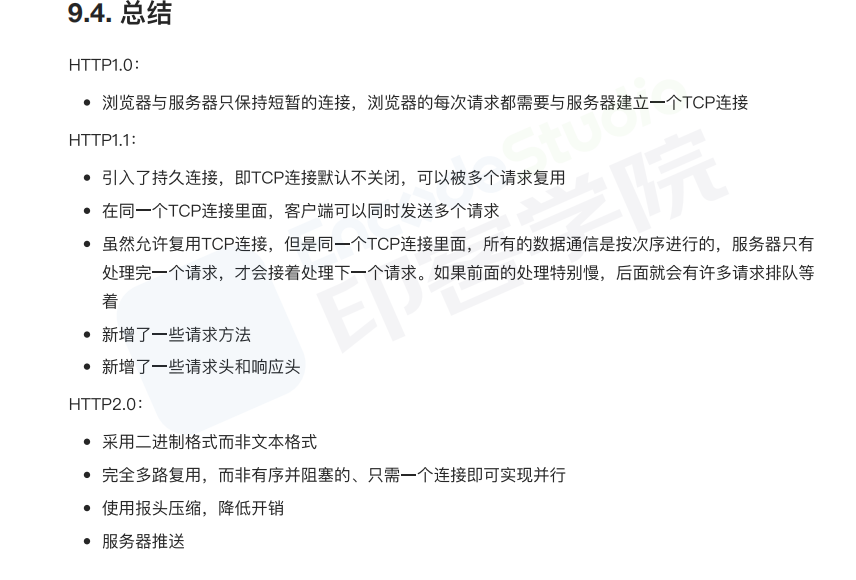 9.4. 总结
HTTP1.0：
浏览器与服务器只保持短暂的连接，浏览器的每次请求都需要与服务器建立一个TCP连接
HTTP1.1：
引入了持久连接，即TCP连接默认不关闭，可以被多个请求复用
在同一个TCP连接里面，客户端可以同时发送多个请求
虽然允许复用TCP连接，但是同一个TCP连接里面，所有的数据通信是按次序进行的，服务器只有
处理完一个请求，才会接着处理下一个请求。如果前面的处理特别慢，后面就会有许多请求排队等
着
新增了一些请求方法
新增了一些请求头和响应头
HTTP2.0：
采用二进制格式而非文本格式
完全多路复用，而非有序并阻塞的、只需一个连接即可实现并行
使用报头压缩，降低开销
服务器推送
EncodeStudio
印客学院